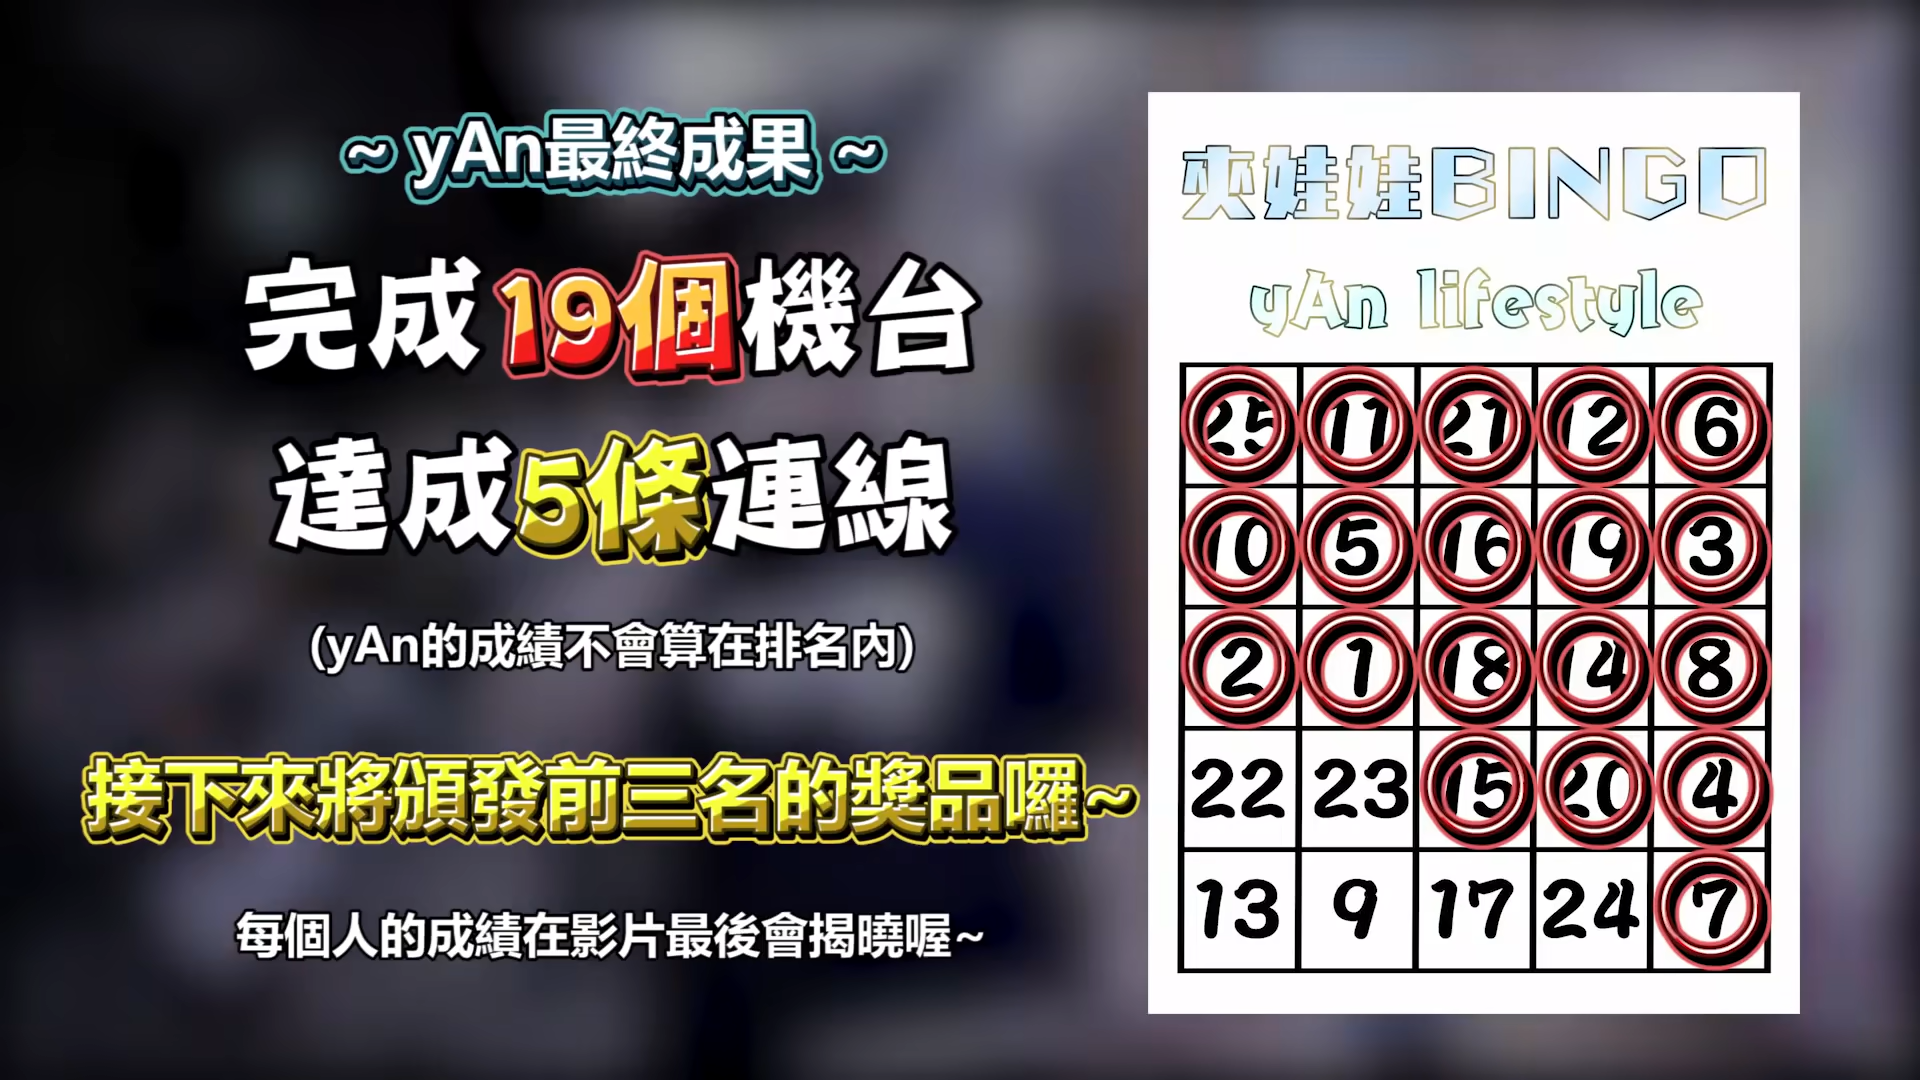 ~ yAn最終成果 ~
完成19個機台
達成5條連線
(yAn的成績不會算在排名內)
接下來將頒發前三名的獎品囉~
每個人的成績在影片最後會揭曉喔~
夾娃娃BINGO
yAn lifestyle
25 11 21 12 6
10 5 16 19 3
2 1 18 14 8
22 23 15 20 4
13 9 17 24 7